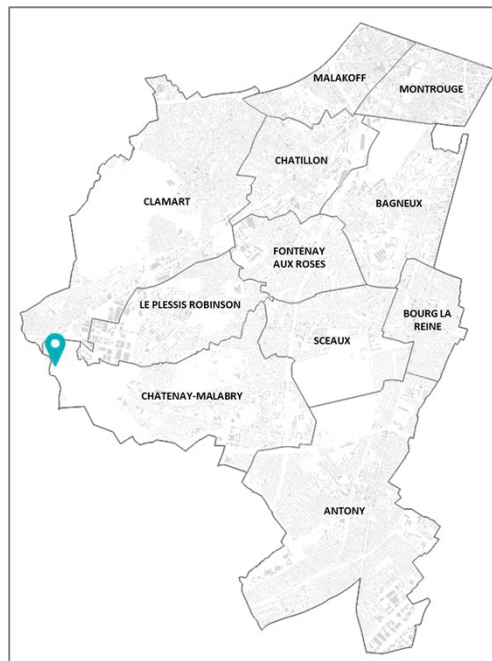 MALAKOFF
MONTROUGE
CHATILLON
CLAMART
BAGNEUX
FONTENAY
AUX ROSES
LE PLESSIS ROBINSON
BOURG LA
REINE
SCEAUX
CHATENAY-MALABRY
ANTONY